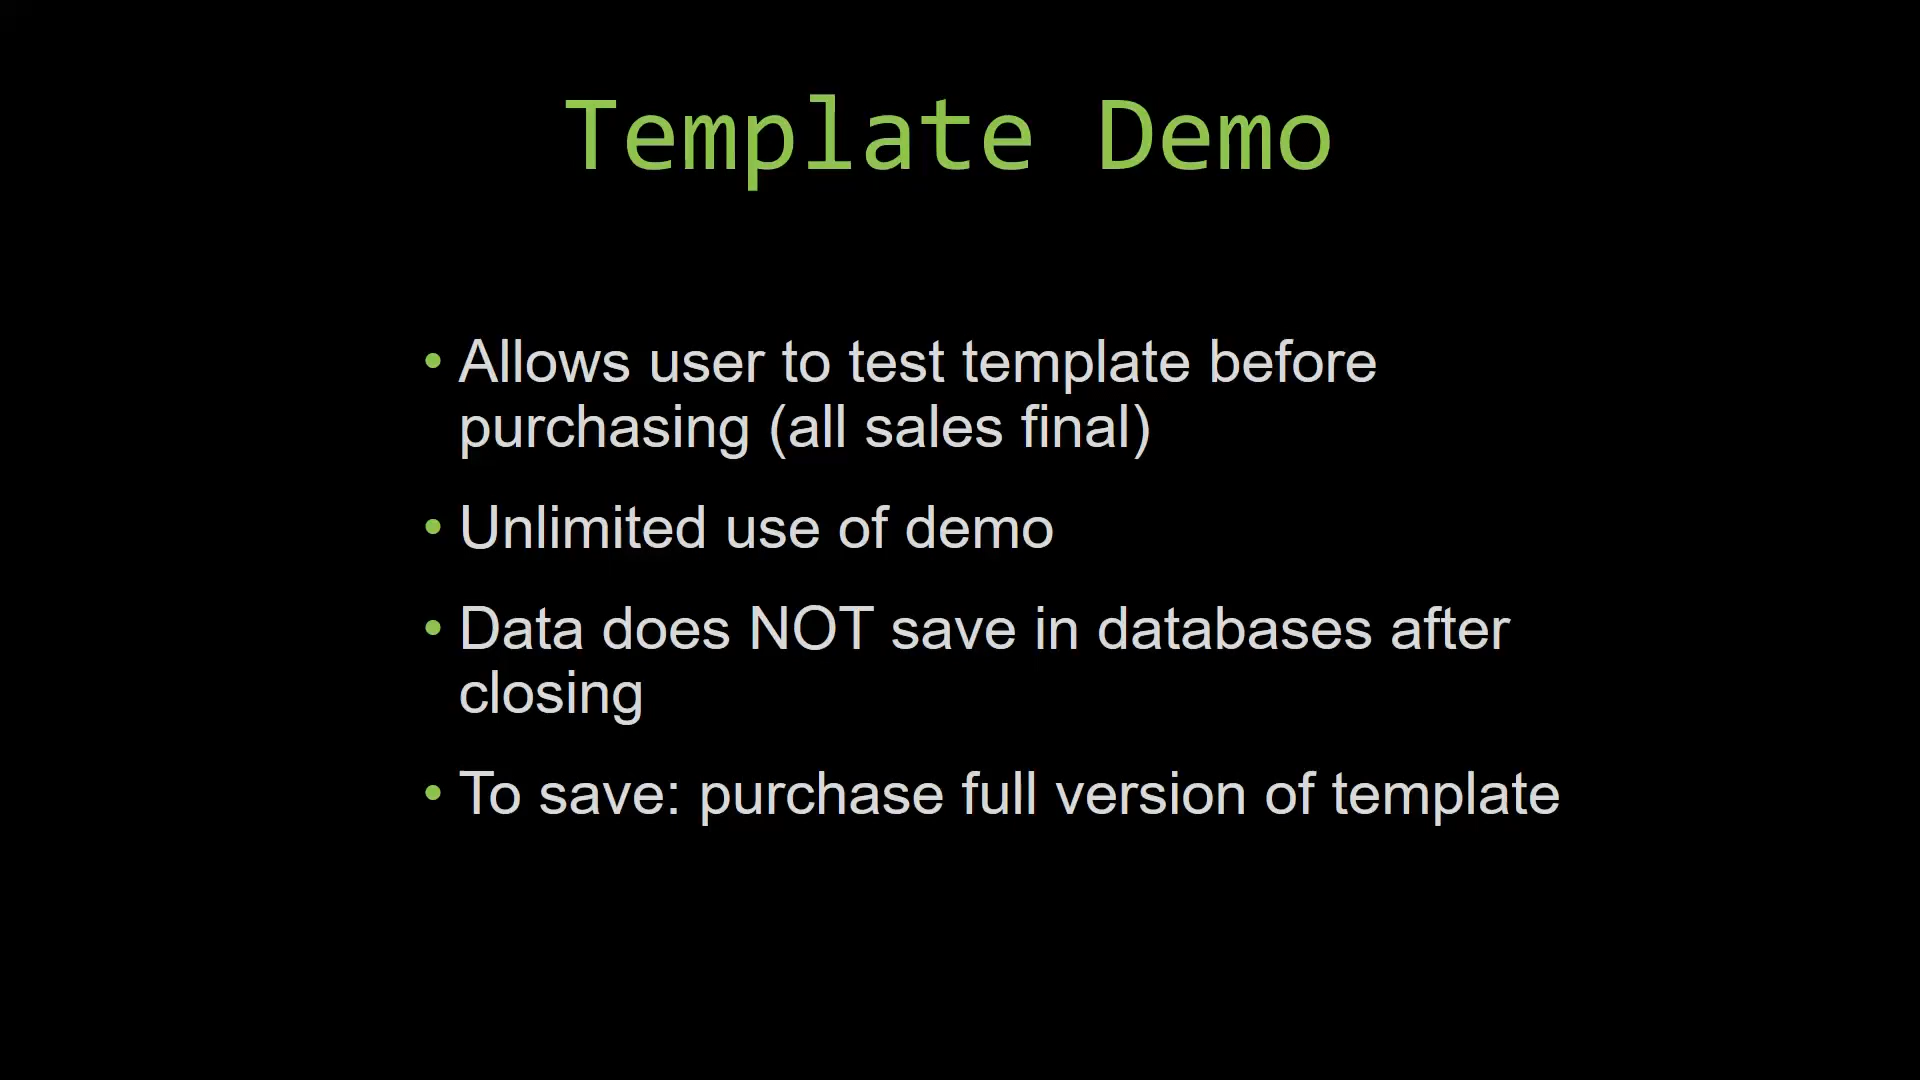 Template Demo
• Allows user to test template before
purchasing (all sales final)
• Unlimited use of demo
• Data does NOT save in databases after
closing
• To save: purchase full version of template